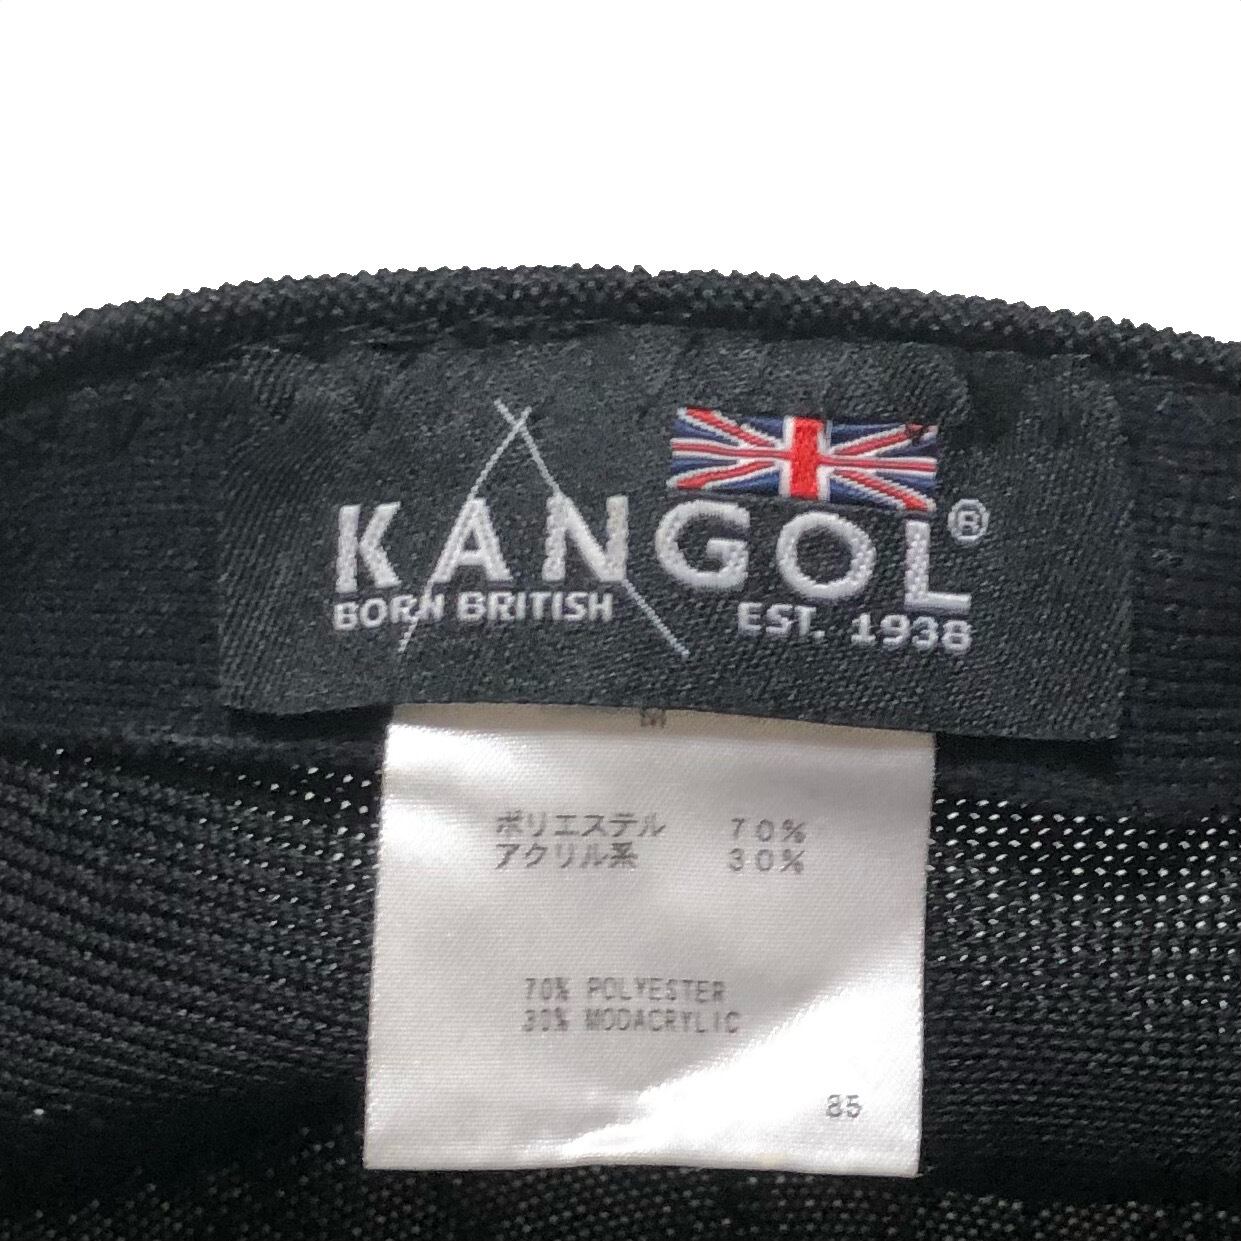 KANGOL®
BORN BRITISH EST. 1938
M
ポリエステル 70%
アクリル系 30%
70% POLYESTER
30% MODACRYLIC
85